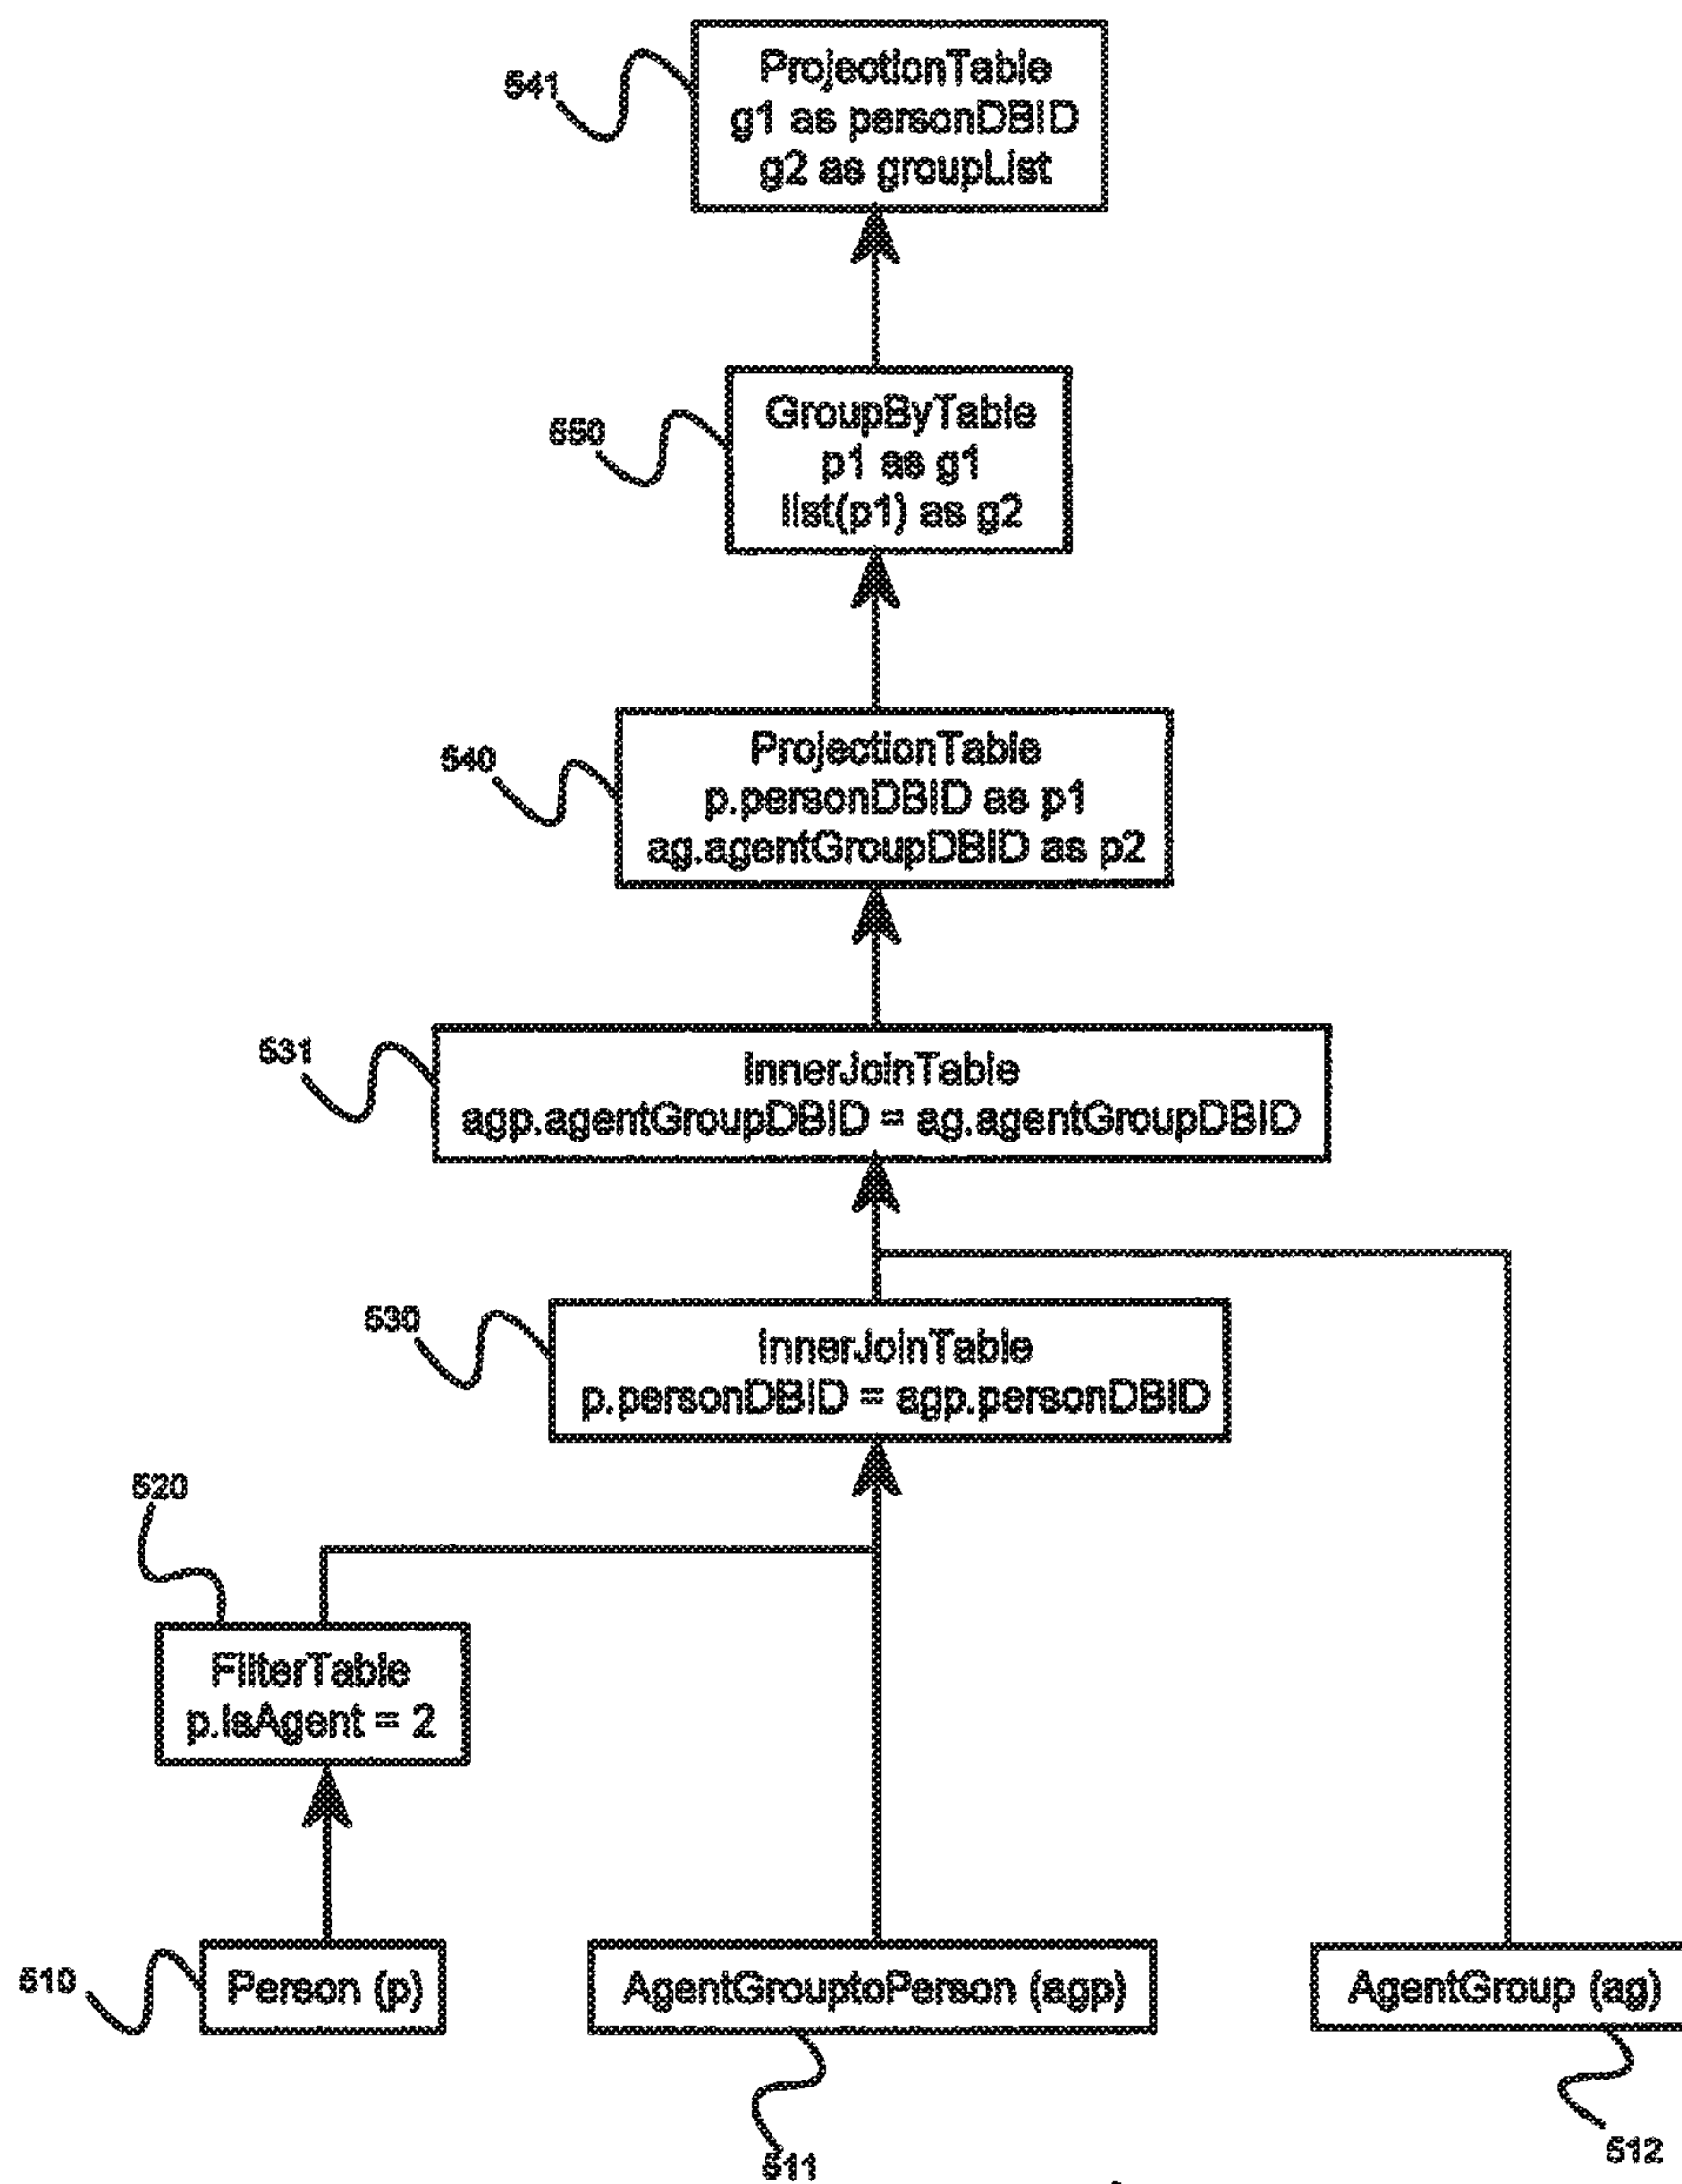 541
ProjectionTable
g1 as personDBID
g2 as groupList
550
GroupByTable
p1 as g1
list(p1) as g2
540
ProjectionTable
p.personDBID as p1
ag.agentGroupDBID as p2
531
InnerJoinTable
agp.agentGroupDBID = ag.agentGroupDBID
530
InnerJoinTable
p.personDBID = agp.personDBID
520
FilterTable
p.isAgent = 2
510
Person (p)
AgentGrouptoPerson (agp)
AgentGroup (ag)
511
512